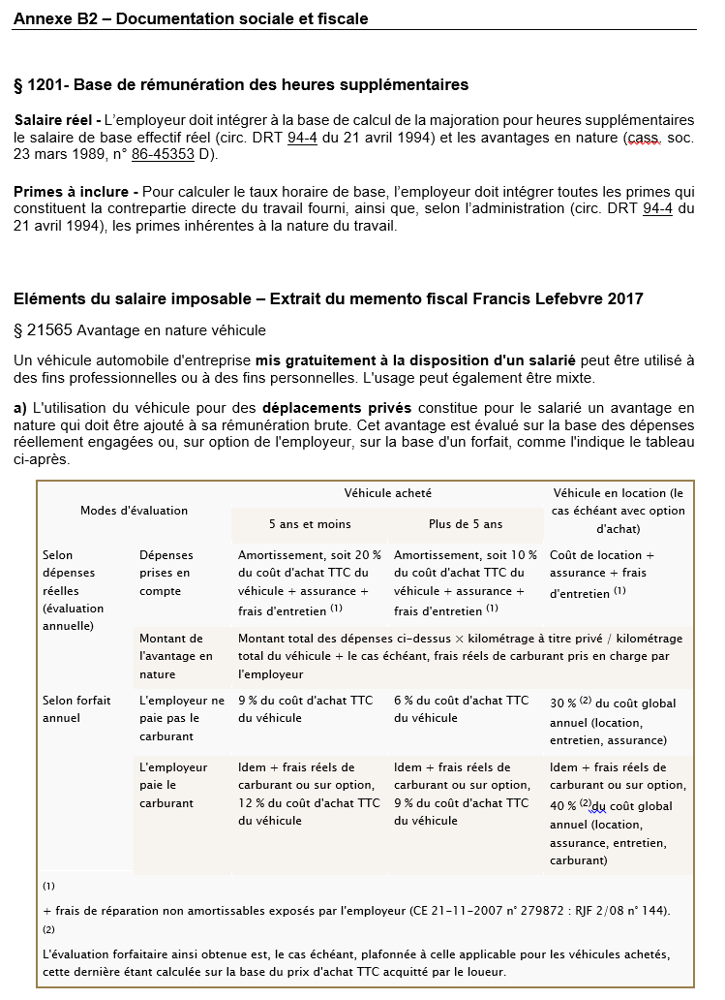 Annexe B2 – Documentation sociale et fiscale
§ 1201- Base de rémunération des heures supplémentaires
Salaire réel - L'employeur doit intégrer à la base de calcul de la majoration pour heures supplémentaires
le salaire de base effectif réel (circ. DRT 94-4 du 21 avril 1994) et les avantages en nature (cass. soc.
23 mars 1989, n° 86-45353 D).
Primes à inclure - Pour calculer le taux horaire de base, l'employeur doit intégrer toutes les primes qui
constituent la contrepartie directe du travail fourni, ainsi que, selon l'administration (circ. DRT 94-4 du
21 avril 1994), les primes inhérentes à la nature du travail.
Eléments du salaire imposable – Extrait du memento fiscal Francis Lefebvre 2017
§ 21565 Avantage en nature véhicule
Un véhicule automobile d'entreprise mis gratuitement à la disposition d'un salarié peut être utilisé à
des fins professionnelles ou à des fins personnelles. L'usage peut également être mixte.
a) L'utilisation du véhicule pour des déplacements privés constitue pour le salarié un avantage en
nature qui doit être ajouté à sa rémunération brute. Cet avantage est évalué sur la base des dépenses
réellement engagées ou, sur option de l'employeur, sur la base d'un forfait, comme l'indique le tableau
ci-après.
Modes d'évaluation
Véhicule acheté
5 ans et moins
Plus de 5 ans
Véhicule en location (le
cas échéant avec option
d'achat)
Selon
dépenses
réelles
(évaluation
annuelle)
Dépenses
prises en
compte
Amortissement, soit 20 %
du coût d'achat TTC du
véhicule + assurance +
frais d'entretien (1)
Amortissement, soit 10 %
du coût d'achat TTC du
véhicule + assurance +
frais d'entretien (1)
Coût de location +
assurance + frais
d'entretien (1)
Montant de
l'avantage en
nature
Montant total des dépenses ci-dessus × kilométrage à titre privé / kilométrage
total du véhicule + le cas échéant, frais réels de carburant pris en charge par
l'employeur
Selon forfait
annuel
L'employeur ne
paie pas le
carburant
9 % du coût d'achat TTC
du véhicule
6 % du coût d'achat TTC
du véhicule
30 % (2) du coût global
annuel (location,
entretien, assurance)
L'employeur
paie le
carburant
Idem + frais réels de
carburant ou sur option,
12 % du coût d'achat TTC
du véhicule
Idem + frais réels de
carburant ou sur option,
9 % du coût d'achat TTC
du véhicule
Idem + frais réels de
carburant ou sur option,
40 % (2)du coût global
annuel (location,
assurance, entretien,
carburant)
(1)
+ frais de réparation non amortissables exposés par l'employeur (CE 21-11-2007 n° 279872 : RJF 2/08 n° 144).
(2)
L'évaluation forfaitaire ainsi obtenue est, le cas échéant, plafonnée à celle applicable pour les véhicules achetés,
cette dernière étant calculée sur la base du prix d'achat TTC acquitté par le loueur.